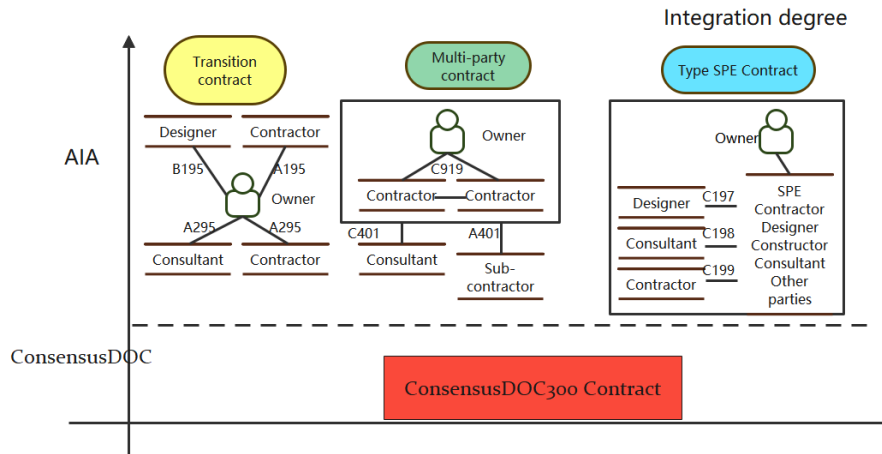 Integration degree
Transition
contract
Multi-party
contract
Type SPE Contract
AIA
Designer
Contractor
B195
A195
Owner
A295
A295
Consultant
Contractor
Owner
C919
Contractor
Contractor
C401
A401
Consultant
Sub-
contractor
Owner
Designer
C197
Consultant
C198
Contractor
C199
SPE
Contractor
Designer
Constructor
Consultant
Other
parties
ConsensusDOC
ConsensusDOC300 Contract